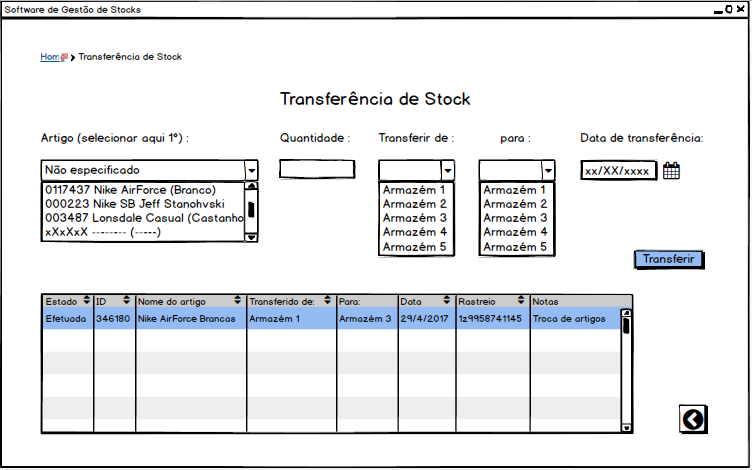 Software de Gestão de Stocks
Home Transferência de Stock
Transferência de Stock
Artigo (selecionar aqui 1º) : Quantidade : Transferir de : para : Data de transferência:
Não especificado xx/XX/xxxx
0117437 Nike AirForce (Branco)
000223 Nike SB Jeff Stanohvski
003487 Lonsdale Casual (Castanho
xXxXxX -------- (-----)
Armazém 1
Armazém 2
Armazém 3
Armazém 4
Armazém 5
Armazém 1
Armazém 2
Armazém 3
Armazém 4
Armazém 5
Transferir
Estado ID Nome do artigo Transferido de: Para: Data Rastreio Notas
Efetuada 346180 Nike AirForce Brancas Armazém 1 Armazém 3 29/4/2017 1z9958741145 Troca de artigos